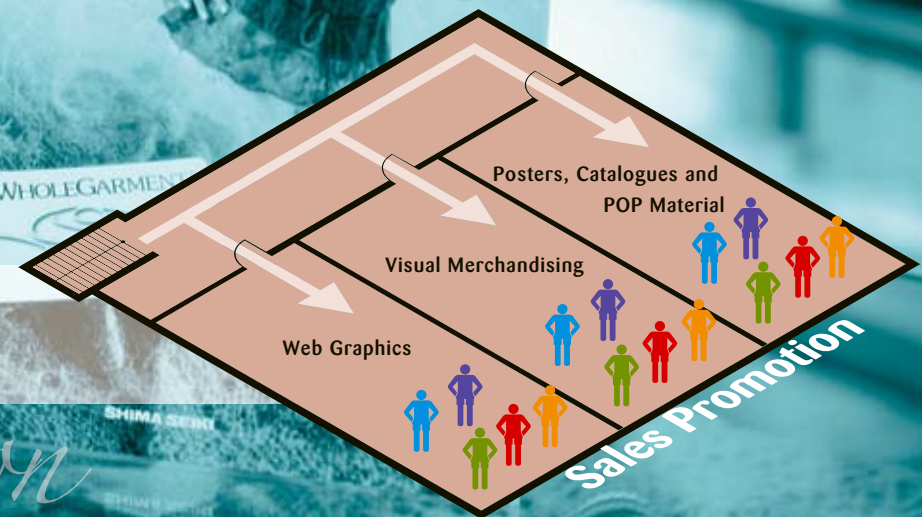 WHOLEGARMENT
Posters, Catalogues and
POP Material
Visual Merchandising
Web Graphics
Sales Promotion
SHIMA SEIKI